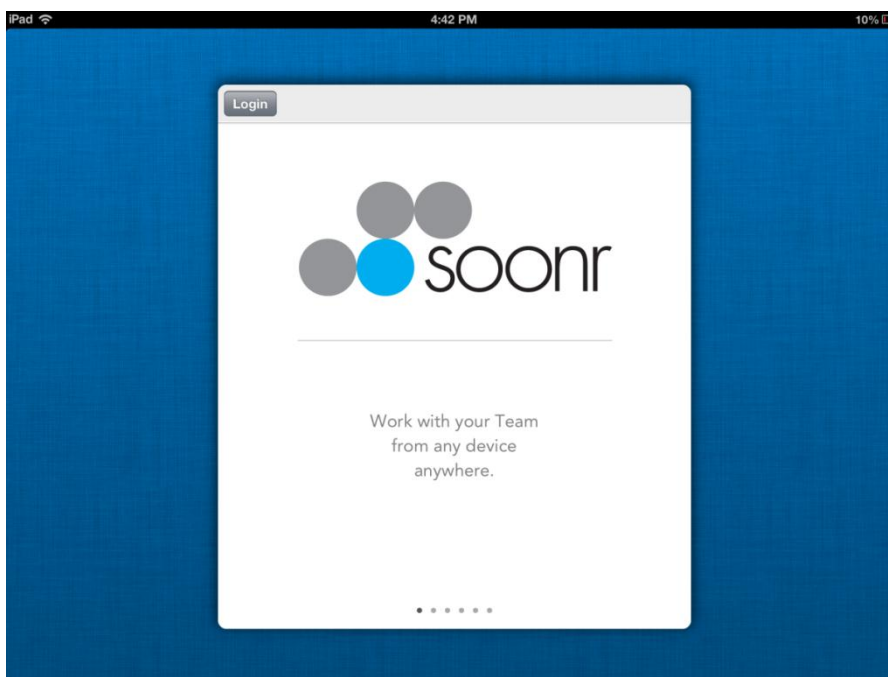 iPad
4:42 PM
10%
Login
soonr
Work with your Team
from any device
anywhere.